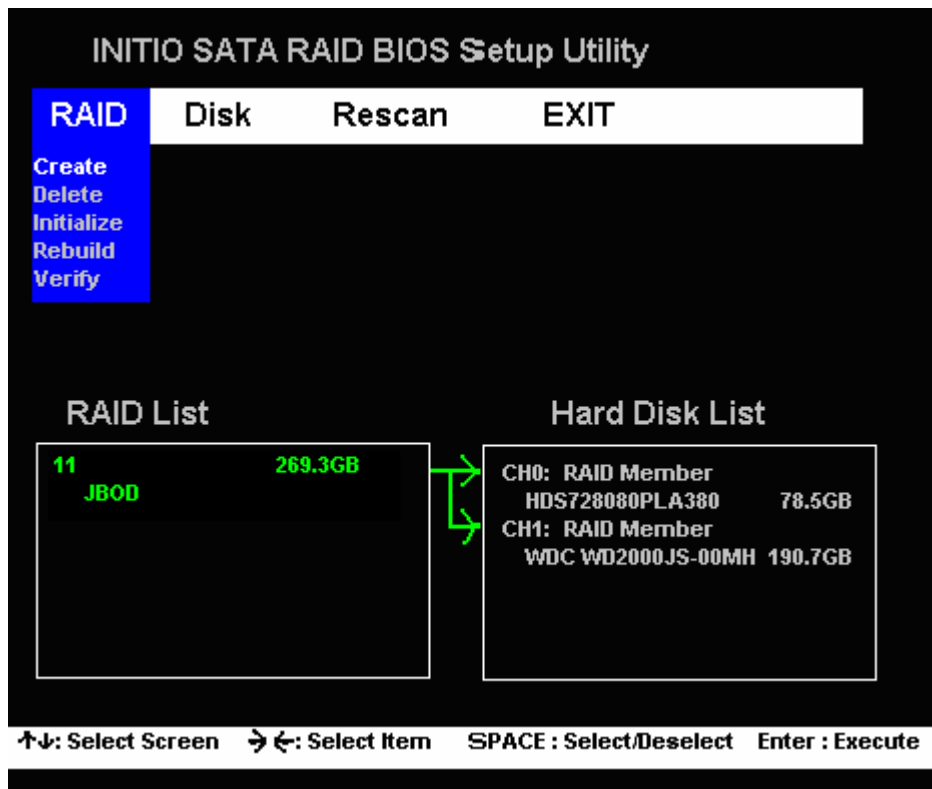 INITIO SATA RAID BIOS Setup Utility
RAID Disk Rescan EXIT
Create
Delete
Initialize
Rebuild
Verify
RAID List
11 269.3GB
JBOD
Hard Disk List
CH0: RAID Member
HDS728080PLA380 78.5GB
CH1: RAID Member
WDC WD2000JS-00MH 190.7GB
↑↓: Select Screen →←: Select Item SPACE : Select/Deselect Enter : Execute